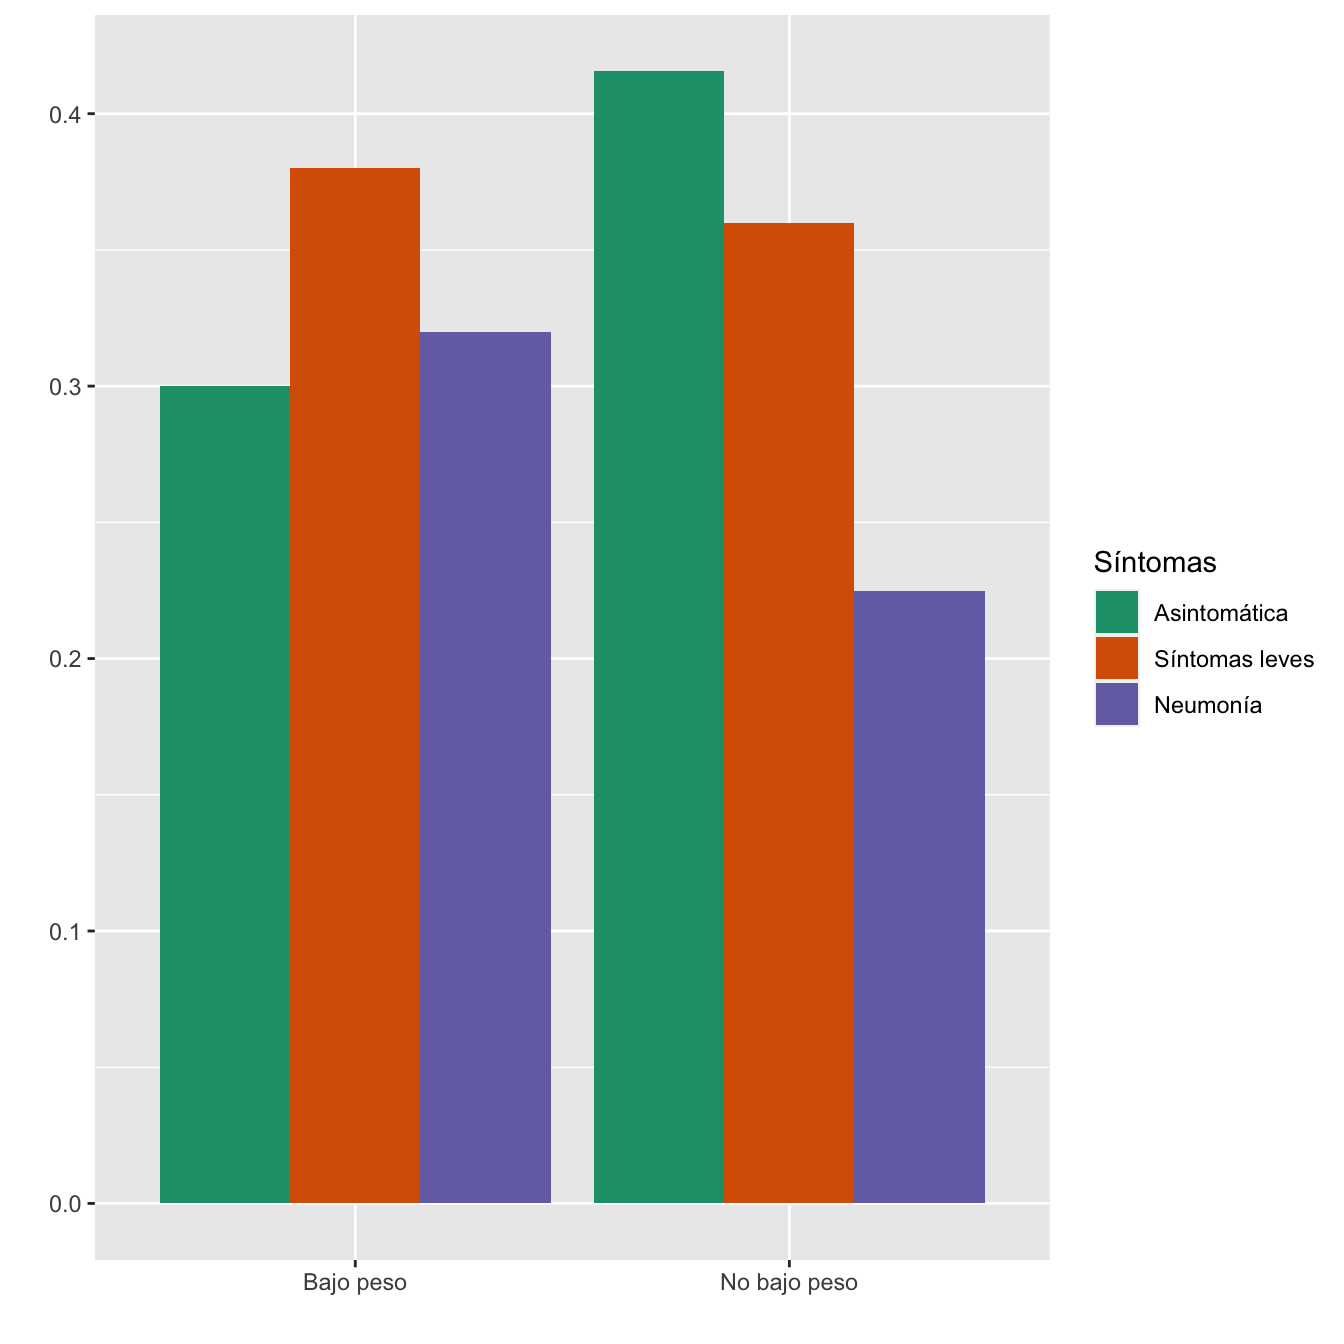 0.4
0.3
0.2
0.1
0.0
Bajo peso
No bajo peso
Síntomas
Asintomática
Síntomas leves
Neumonía